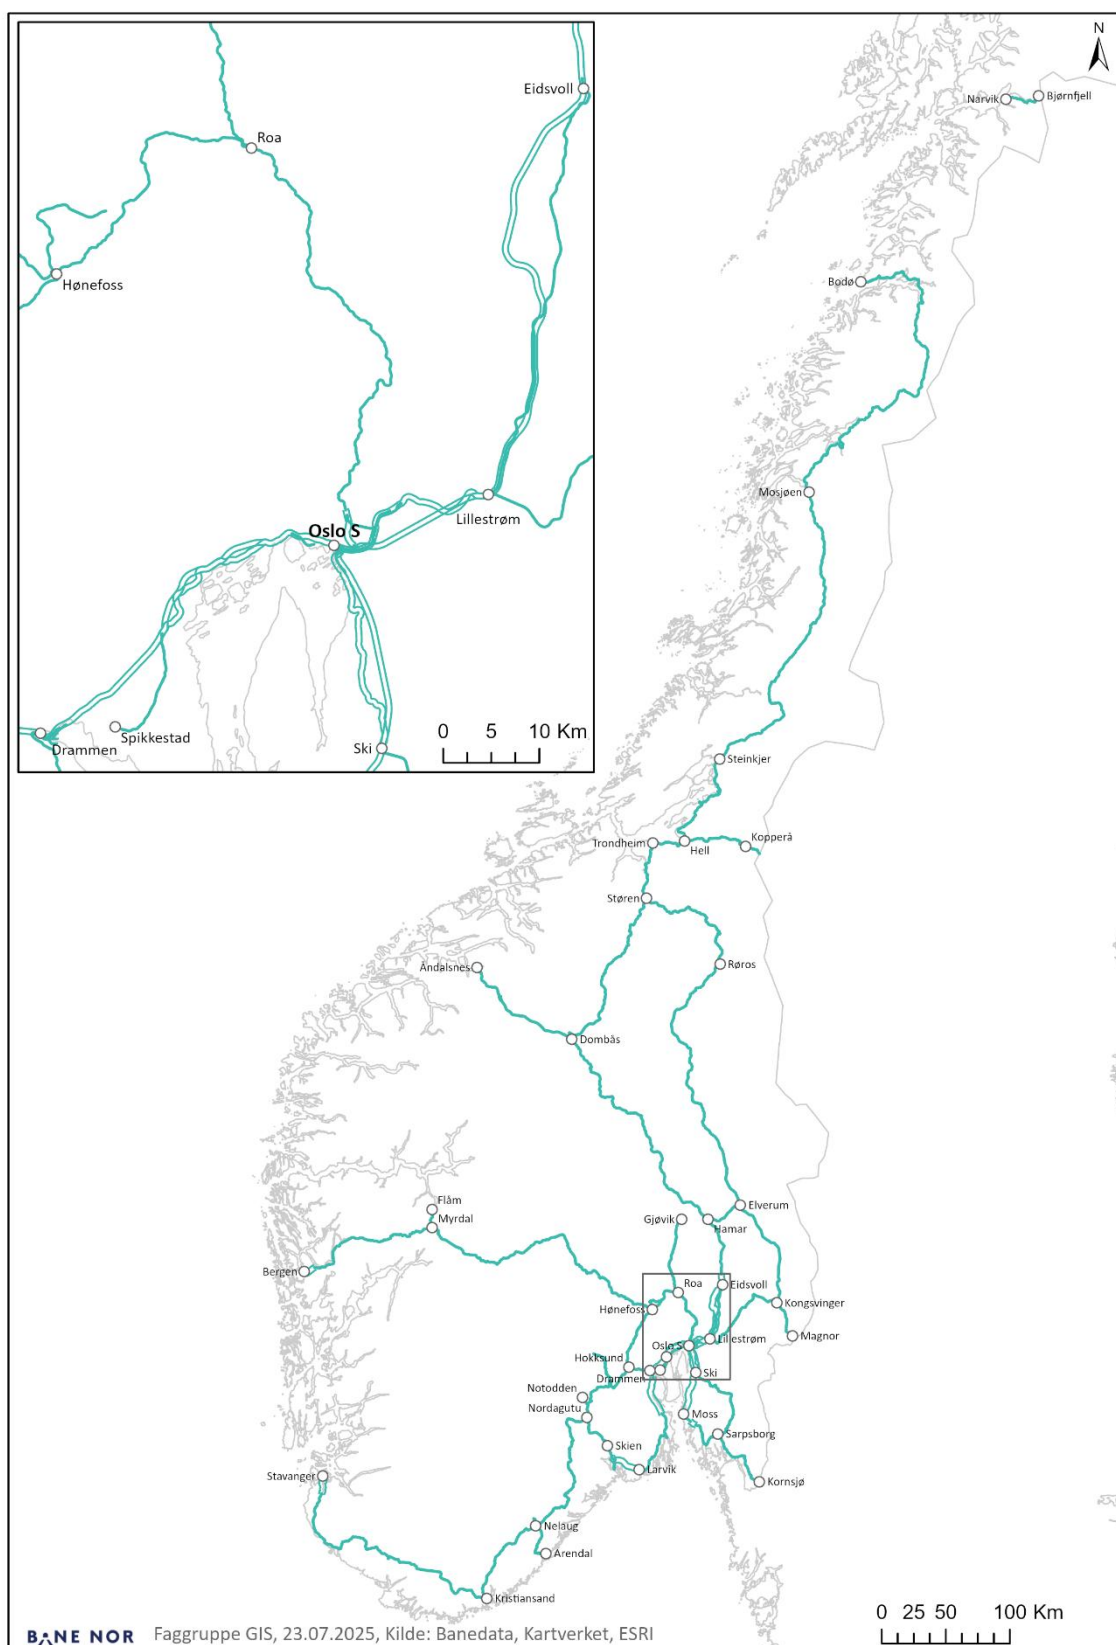 N
Narvik
Bjørnfjell
Eidsvoll
Roa
Hønefoss
Bodø
Lillestrøm
Mosjøen
Oslo S
Drammen
Spikkestad
Ski
0 5 10 Km
Steinkjer
Trondheim
Hell
Kopperå
Støren
Åndalsnes
Røros
Dombås
Flåm
Myrdal
Elverum
Gjøvik
Hamar
Bergen
Roa
Eidsvoll
Hønefoss
Kongsvinger
Oslo S
Lillestrøm
Magnor
Hokksund
Drammen
Ski
Notodden
Nordagutu
Moss
Sarpsborg
Skien
Larvik
Kornsjø
Stavanger
Nelaug
Arendal
Kristiansand
0 25 50 100 Km
BANE NOR Faggruppe GIS, 23.07.2025, Kilde: Banedata, Kartverket, ESRI